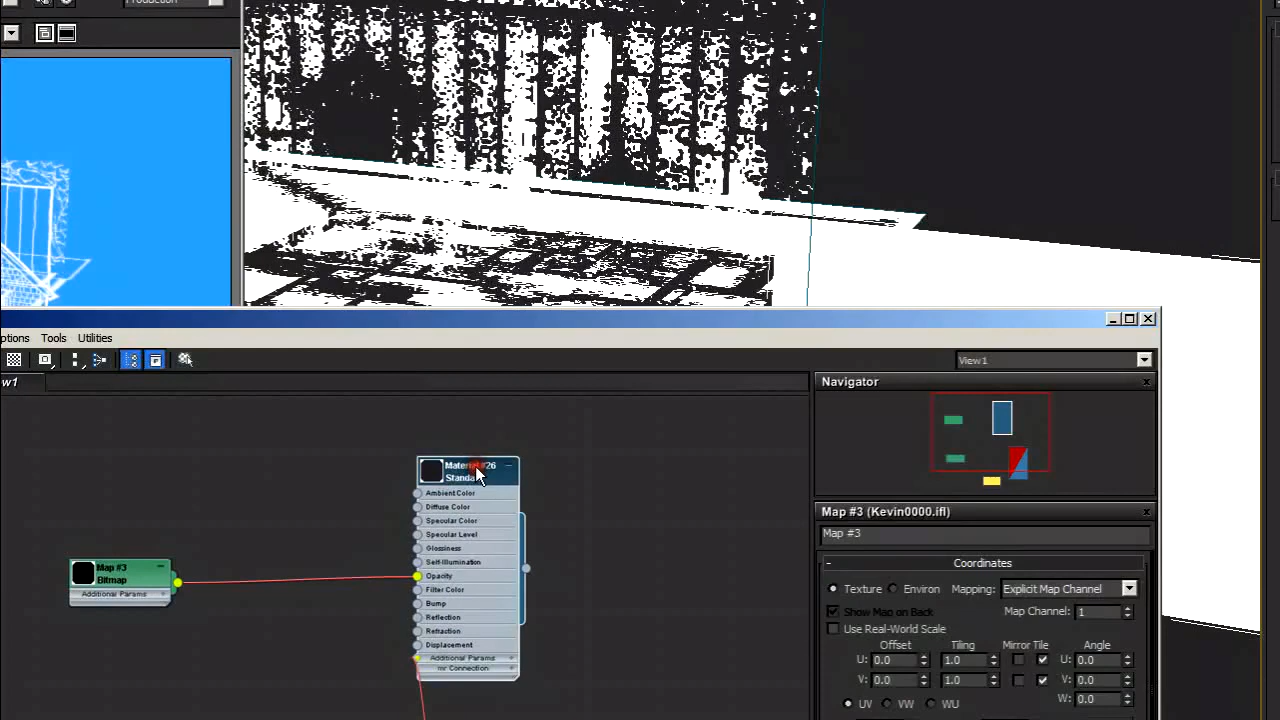 Production
ptions Tools Utilities
View1
w1
Navigator
Material #26
Standa
Ambient Color
Diffuse Color
Specular Color
Specular Level
Glossiness
Self-Illumination
Opacity
Filter Color
Bump
Reflection
Refraction
Displacement
Additional Params
mr Connection
Map #3
Bitmap
Additional Params
Map #3 (Kevin0000.ifl)
Map #3
Coordinates
Texture Environ Mapping: Explicit Map Channel
Show Map on Back Map Channel: 1
Use Real-World Scale
Offset Tiling Mirror Tile Angle
U: 0.0 1.0 U: 0.0
V: 0.0 1.0 V: 0.0
W: 0.0
UV VW WU